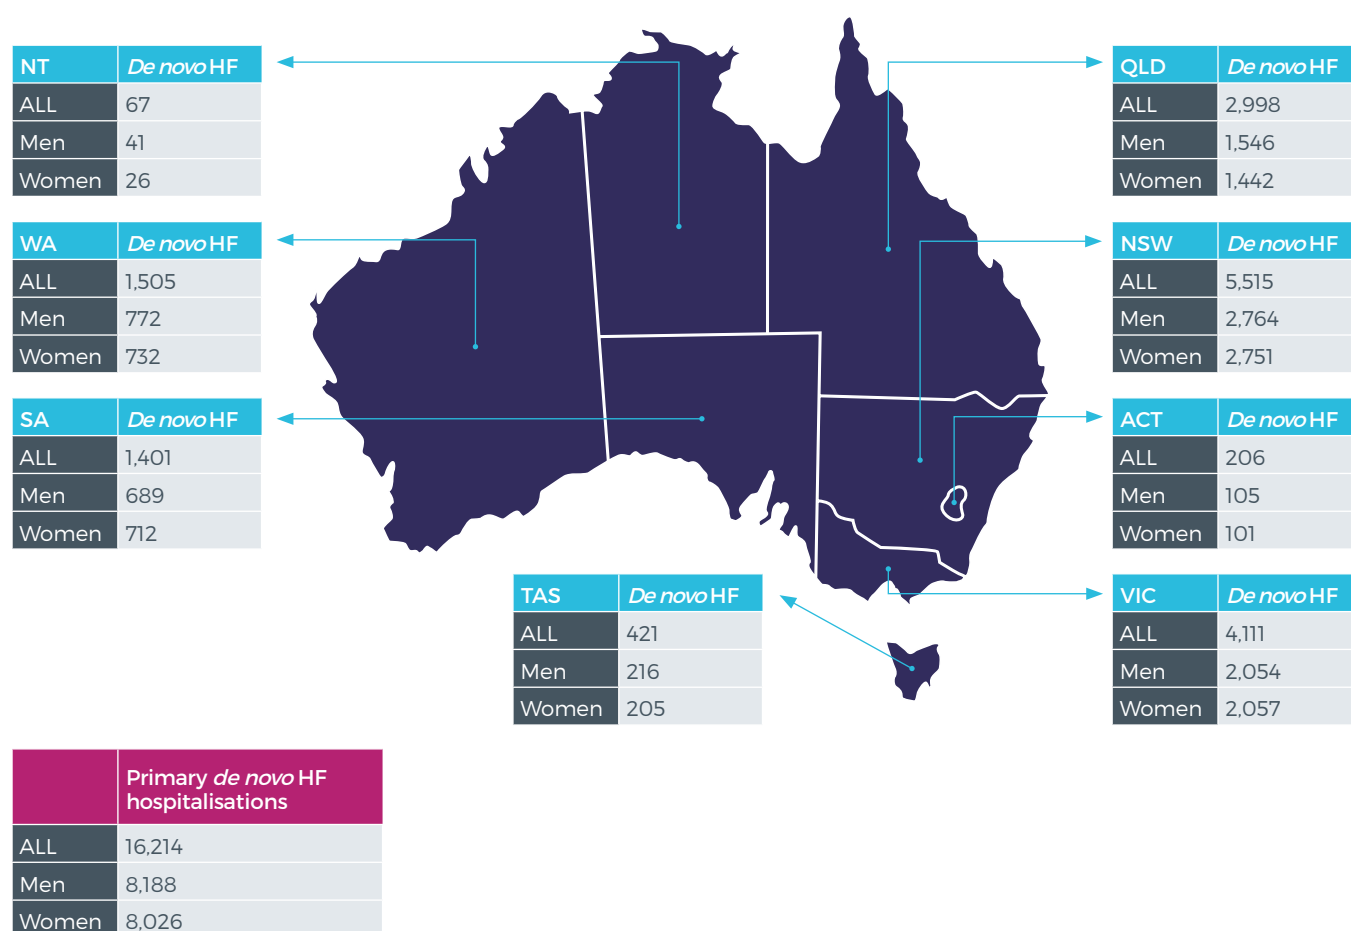 NT De novo HF
ALL 67
Men 41
Women 26
WA De novo HF
ALL 1,505
Men 772
Women 732
SA De novo HF
ALL 1,401
Men 689
Women 712
TAS De novo HF
ALL 421
Men 216
Women 205
QLD De novo HF
ALL 2,998
Men 1,546
Women 1,442
NSW De novo HF
ALL 5,515
Men 2,764
Women 2,751
ACT De novo HF
ALL 206
Men 105
Women 101
VIC De novo HF
ALL 4,111
Men 2,054
Women 2,057
Primary de novo HF
hospitalisations
ALL 16,214
Men 8,188
Women 8,026